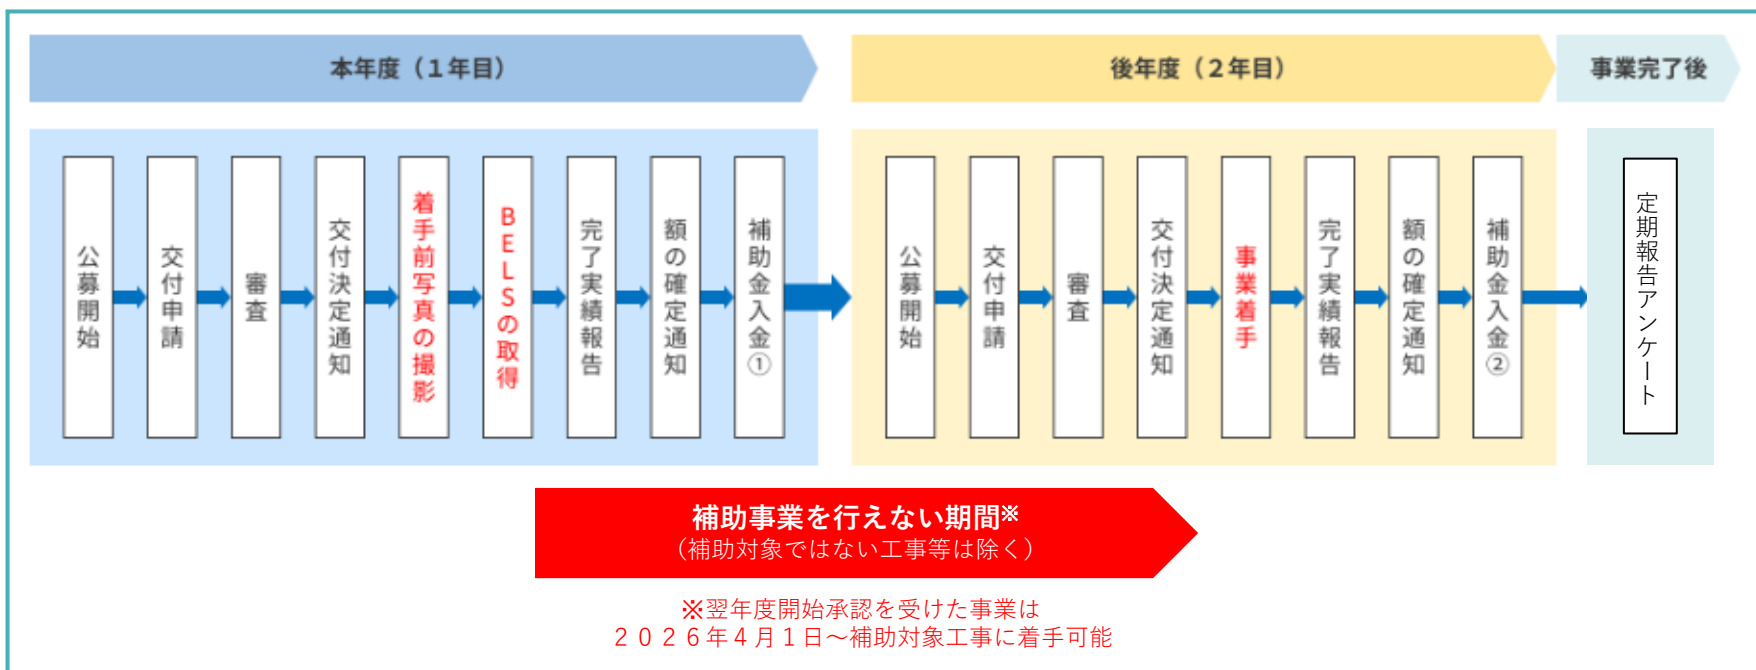 本年度（１年目）
後年度（２年目）
事業完了後
公募開始
交付申請
審査
交付決定通知
着手前写真の撮影
ＢＥＬＳの取得
完了実績報告
額の確定通知
補助金入金①
公募開始
交付申請
審査
交付決定通知
事業着手
完了実績報告
額の確定通知
補助金入金②
定期報告アンケート
補助事業を行えない期間※
（補助対象ではない工事等は除く）
※翌年度開始承認を受けた事業は
２０２６年４月１日～補助対象工事に着手可能